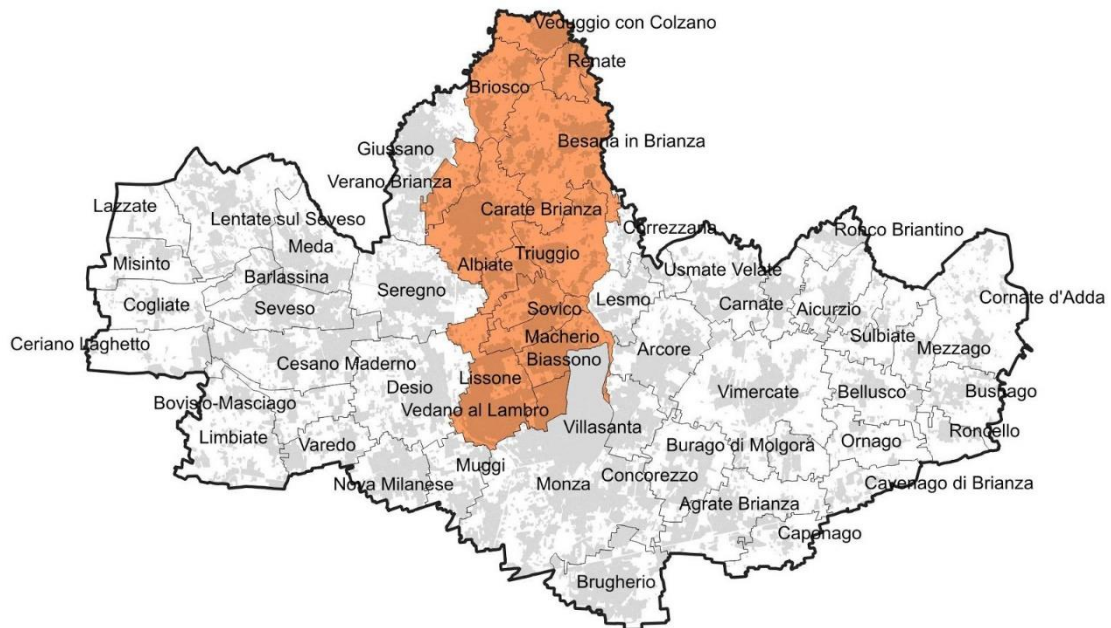 Veduggio con Colzano
Renate
Briosco
Besana in Brianza
Giussano
Verano Brianza
Carate Brianza
Lazzate
Lentate sul Seveso
Correzzana
Ronco Briantino
Meda
Triuggio
Misinto
Albiate
Usmate Velate
Barlassina
Seregno
Cogliate
Seveso
Lesmo
Carnate
Aicurzio
Cornate d'Adda
Sovico
Sulbiate
Ceriano Laghetto
Macherio
Arcore
Mezzago
Cesano Maderno
Biassono
Desio
Lissone
Vimercate
Bellusco
Busnago
Bovisio-Masciago
Vedano al Lambro
Villasanta
Limbiate
Varedo
Burago di Molgora
Ornago
Roncello
Muggi
Nova Milanese
Monza
Concorezzo
Cavenago di Brianza
Agrate Brianza
Caponago
Brugherio